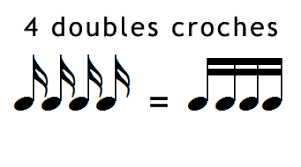 4 doubles croches
=